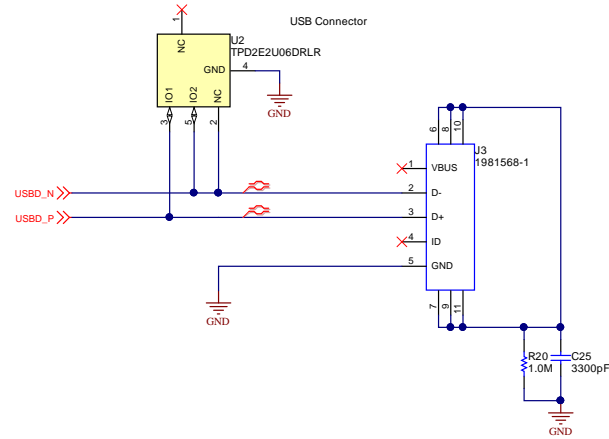 USB Connector
1
NC
U2
TPD2E2U06DRLR
GND 4
IO1
IO2
NC
3
5
2
GND
6
8
10
J3
1981568-1
1 VBUS
USBD_N
2 D-
USBD_P
3 D+
4 ID
5 GND
7
9
11
GND
R20
1.0M
C25
3300pF
GND